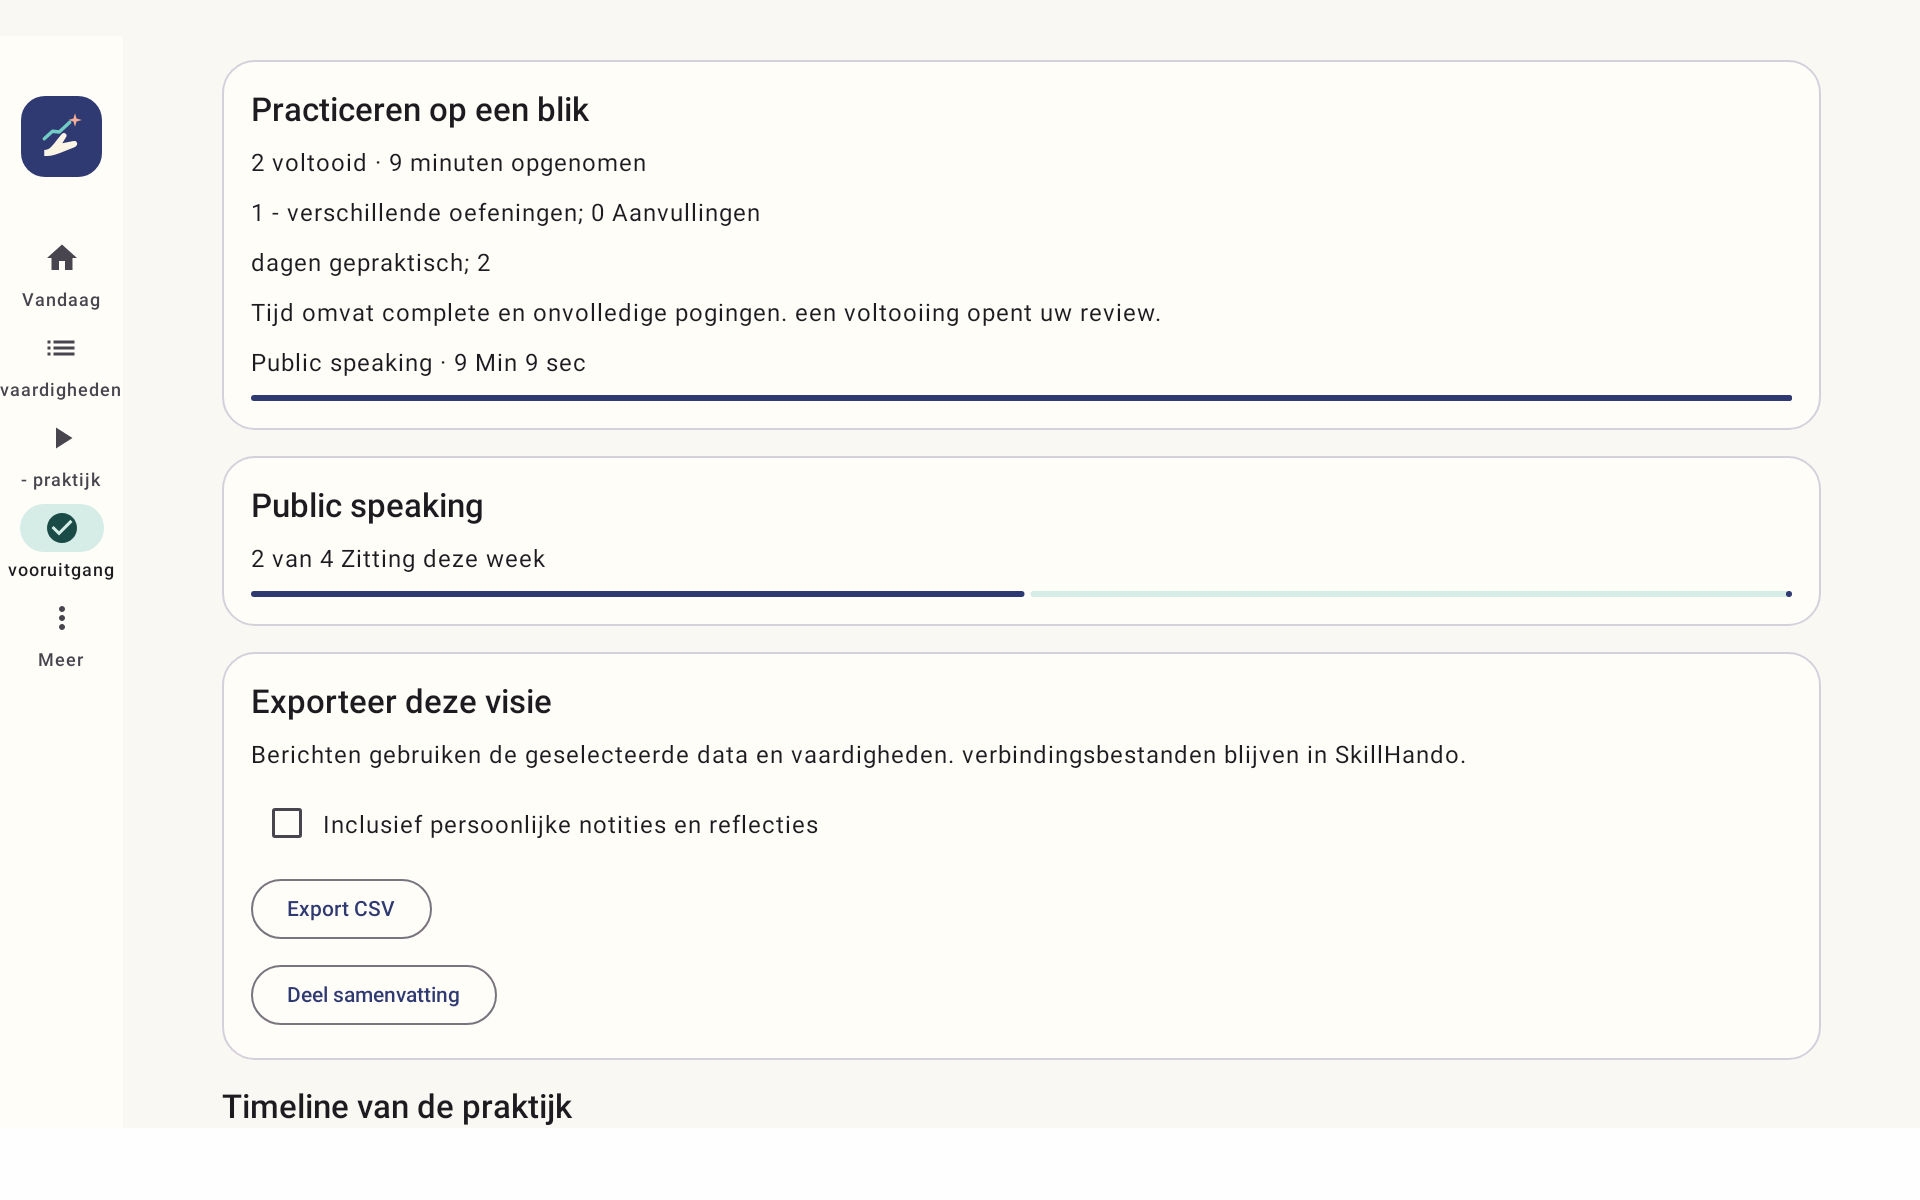 Vandaag
vaardigheden
- praktijk
vooruitgang
Meer
Practiceren op een blik
2 voltooid · 9 minuten opgenomen
1 - verschillende oefeningen; 0 Aanvullingen
dagen gepraktisch; 2
Tijd omvat complete en onvolledige pogingen. een voltooiing opent uw review.
Public speaking · 9 Min 9 sec
Public speaking
2 van 4 Zitting deze week
Exporteer deze visie
Berichten gebruiken de geselecteerde data en vaardigheden. verbindingsbestanden blijven in SkillHando.
Inclusief persoonlijke notities en reflecties
Export CSV
Deel samenvatting
Timeline van de praktijk